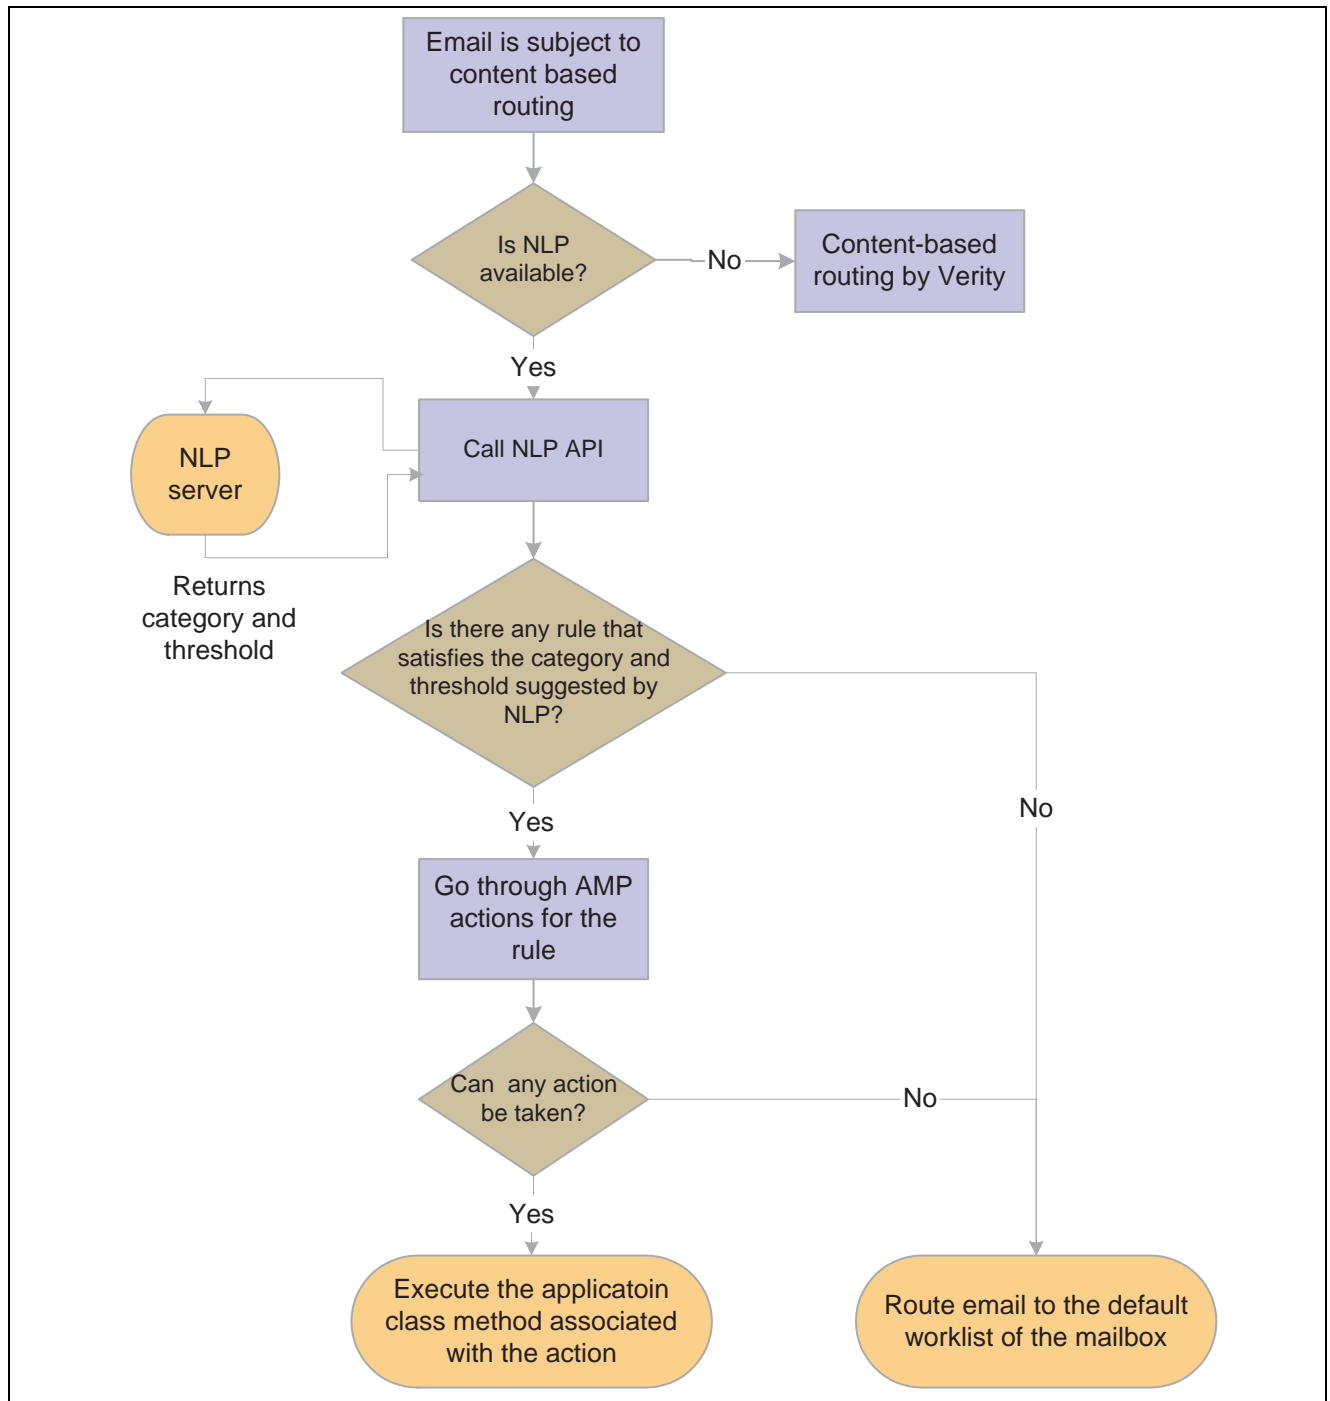 Email is subject to
content based
routing
Is NLP
available?
No
Content-based
routing by Verity
Yes
Call NLP API
NLP
server
Returns
category and
threshold
Is there any rule that
satisfies the category and
threshold suggested by
NLP?
No
Yes
Go through AMP
actions for the
rule
Can any action
be taken?
No
Yes
Execute the applicatoin
class method associated
with the action
Route email to the default
worklist of the mailbox